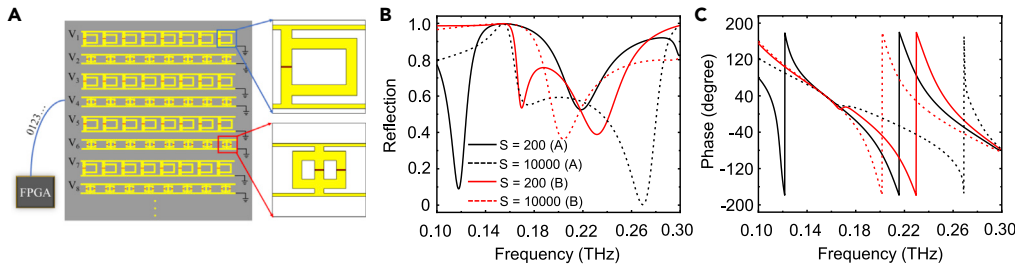 A
V1
V2
V3
V4
V5
V6
V7
V8
0123...
FPGA
B
Reflection
1.0
0.8
0.6
0.4
0.2
0
S = 200 (A)
S = 10000 (A)
S = 200 (B)
S = 10000 (B)
0.10 0.14 0.18 0.22 0.26 0.30
Frequency (THz)
C
Phase (degree)
200
120
40
-40
-120
-200
0.10 0.14 0.18 0.22 0.26 0.30
Frequency (THz)